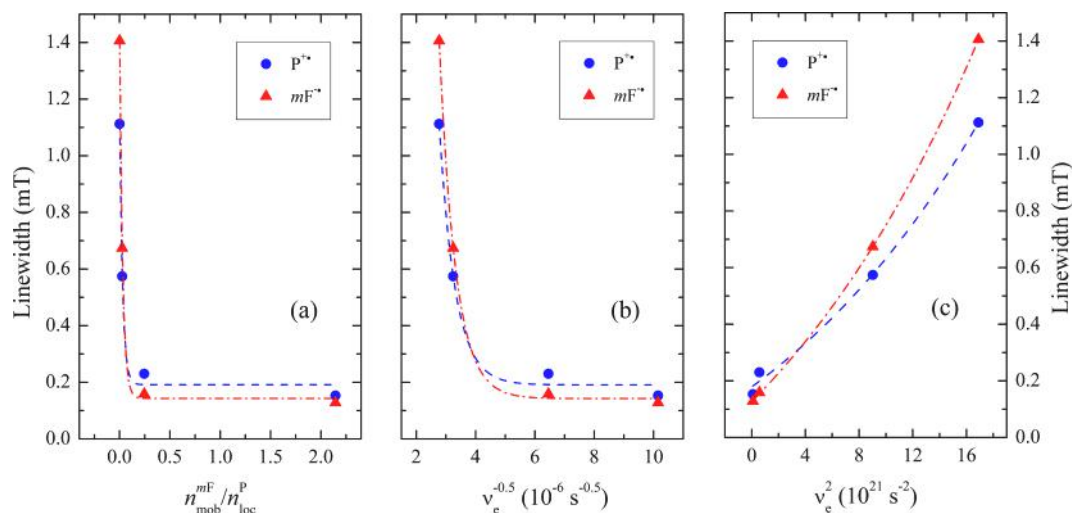 Linewidth (mT)
1.4
1.2
1.0
0.8
0.6
0.4
0.2
0.0
P⁺•
mF⁻•
(a)
0.0 0.5 1.0 1.5 2.0
n_mob^mF/n_loc^P
P⁺•
mF⁻•
(b)
2 4 6 8 10
ν_e^-0.5 (10^-6 s^-0.5)
P⁺•
mF⁻•
(c)
0 4 8 12 16
ν_e^2 (10^21 s^-2)
1.4
1.2
1.0
0.8
0.6
0.4
0.2
0.0
Linewidth (mT)